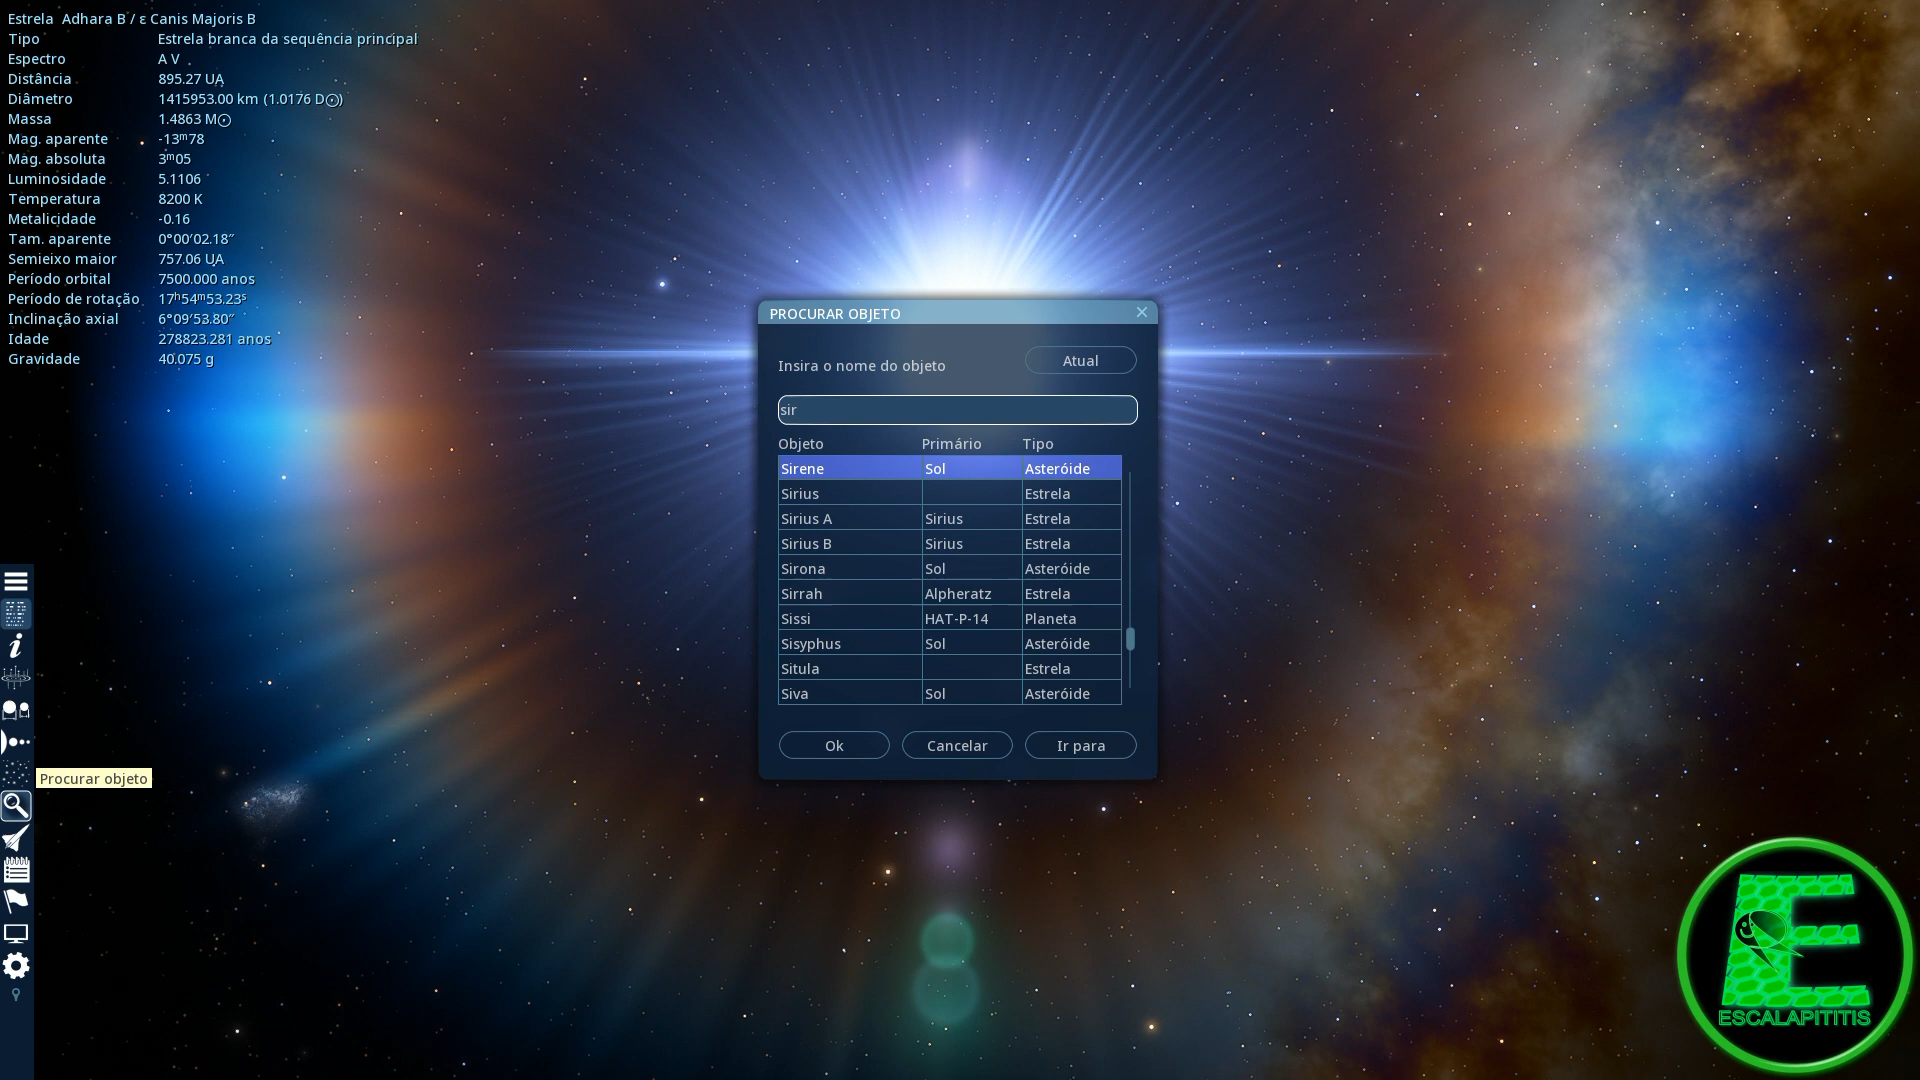 Estrela Adhara B / ε Canis Majoris B
Tipo Estrela branca da sequência principal
Espectro A V
Distância 895.27 UA
Diâmetro 1415953.00 km (1.0176 D☉)
Massa 1.4863 M☉
Mag. aparente -13ᵐ78
Mag. absoluta 3ᵐ05
Luminosidade 5.1106
Temperatura 8200 K
Metalicidade -0.16
Tam. aparente 0°00′02.18″
Semieixo maior 757.06 UA
Período orbital 7500.000 anos
Período de rotação 17ʰ54ᵐ53.23ˢ
Inclinação axial 6°09′53.80″
Idade 278823.281 anos
Gravidade 40.075 g
PROCURAR OBJETO
Insira o nome do objeto Atual
sir
Objeto Primário Tipo
Sirene Sol Asteróide
Sirius Estrela
Sirius A Sirius Estrela
Sirius B Sirius Estrela
Sirona Sol Asteróide
Sirrah Alpheratz Estrela
Sissi HAT-P-14 Planeta
Sisyphus Sol Asteróide
Situla Estrela
Siva Sol Asteróide
Ok Cancelar Ir para
Procurar objeto
E
ESCALAPITITIS